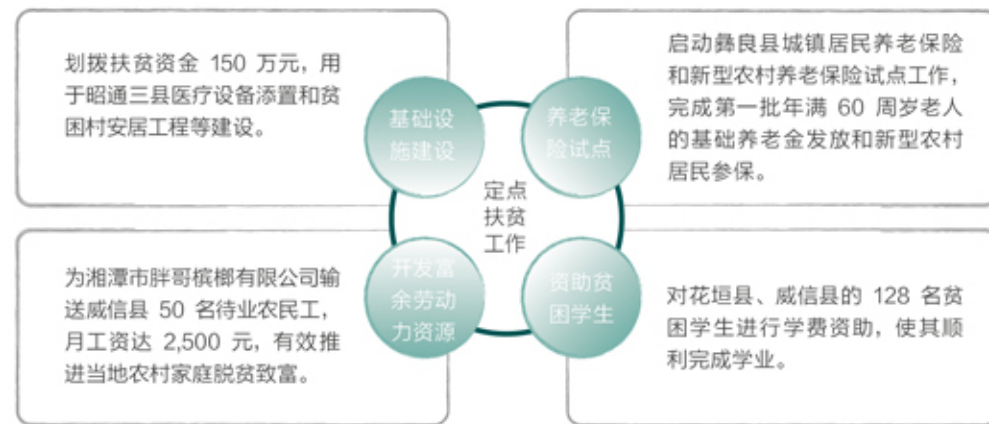 划拨扶贫资金 150 万元，用
于昭通三县医疗设备添置和贫
困村安居工程等建设。
启动彝良县城镇居民养老保险
和新型农村养老保险试点工作，
完成第一批年满 60 周岁老人
的基础养老金发放和新型农村
居民参保。
基础设
施建设
养老保
险试点
定点
扶贫
工作
开发富
余劳动
力资源
资助贫
困学生
为湘潭市胖哥槟榔有限公司输
送威信县 50 名待业农民工，
月工资达 2,500 元，有效推
进当地农村家庭脱贫致富。
对花垣县、威信县的 128 名贫
困学生进行学费资助，使其顺
利完成学业。